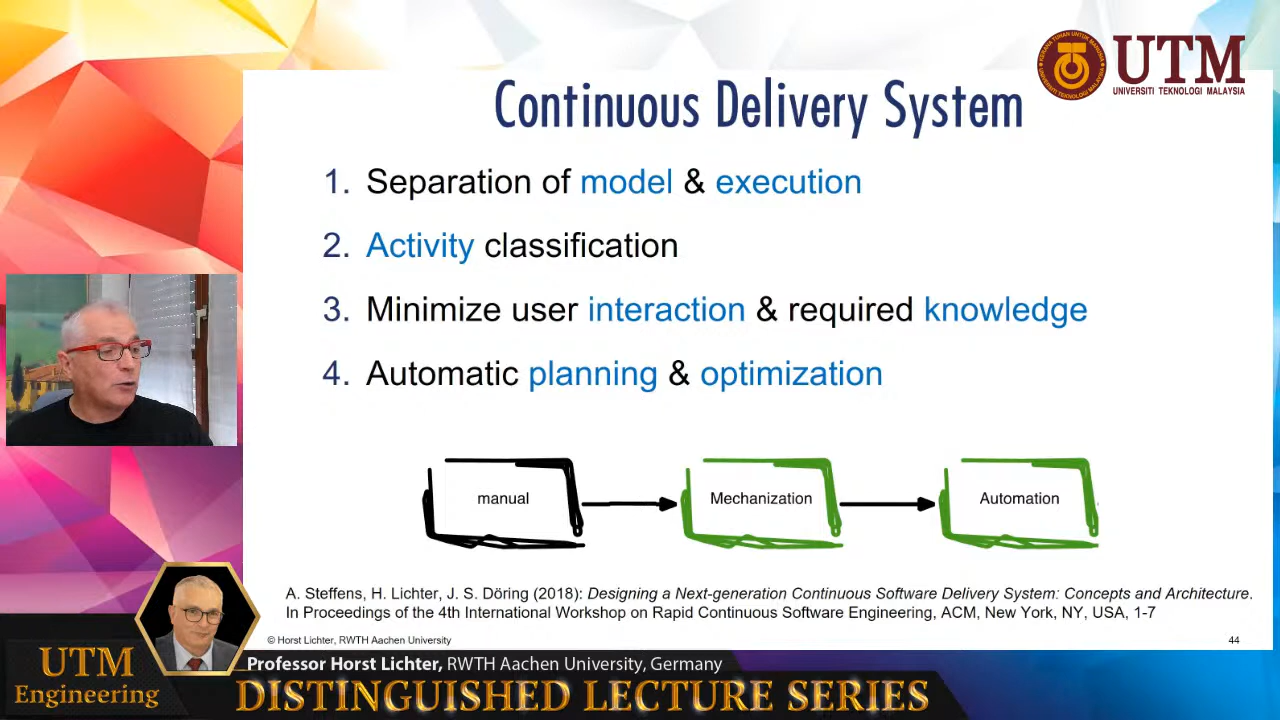 UTM
UNIVERSITI TEKNOLOGI MALAYSIA
Continuous Delivery System
1. Separation of model & execution
2. Activity classification
3. Minimize user interaction & required knowledge
4. Automatic planning & optimization
manual
Mechanization
Automation
A. Steffens, H. Lichter, J. S. Döring (2018): Designing a Next-generation Continuous Software Delivery System: Concepts and Architecture.
In Proceedings of the 4th International Workshop on Rapid Continuous Software Engineering, ACM, New York, NY, USA, 1-7
© Horst Lichter, RWTH Aachen University
44
UTM
Engineering
Professor Horst Lichter, RWTH Aachen University, Germany
DISTINGUISHED LECTURE SERIES